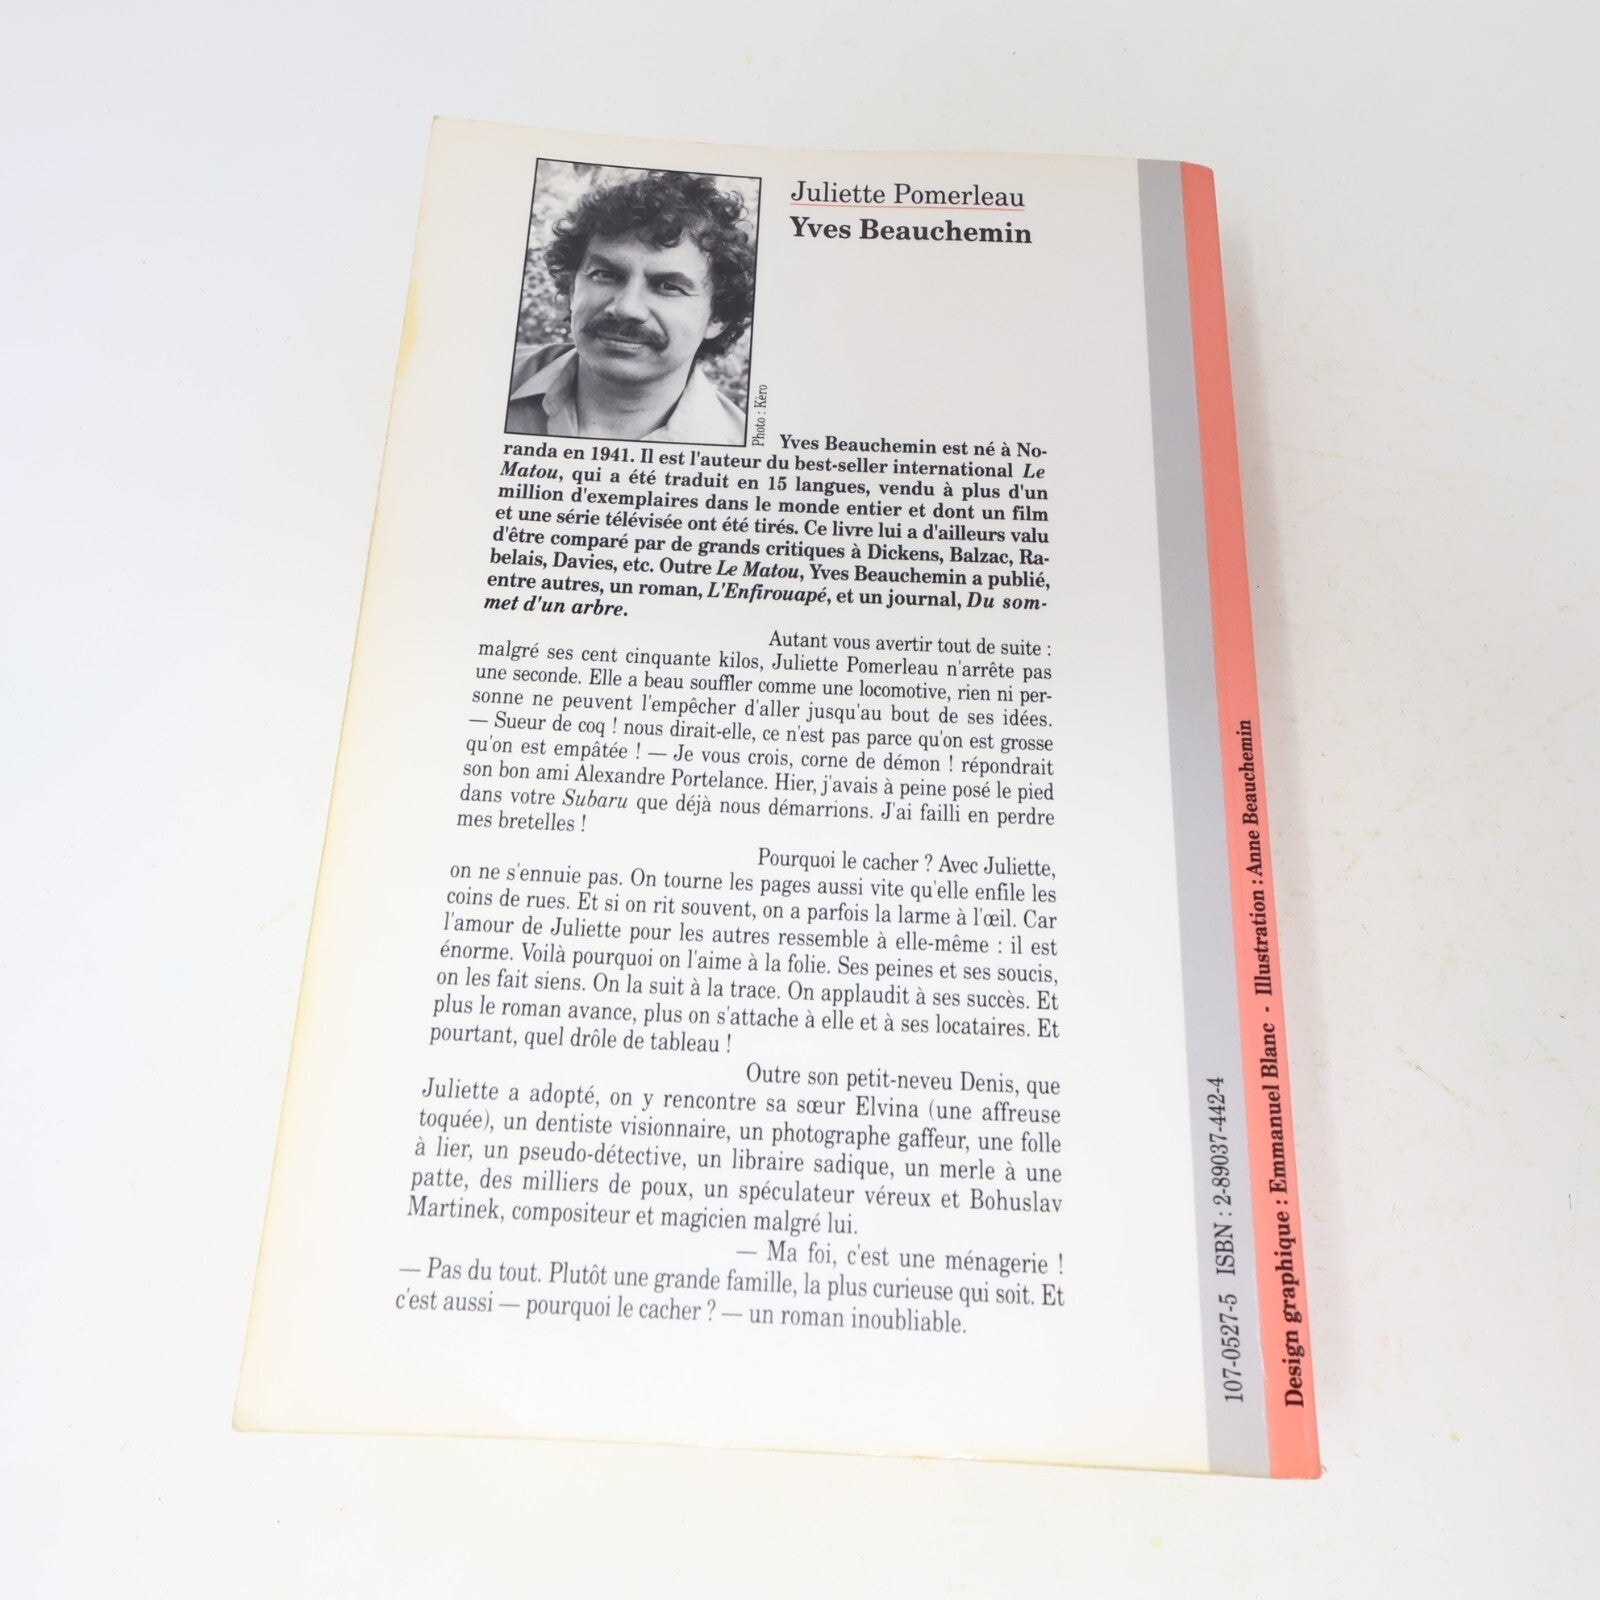 Juliette Pomerleau
Yves Beauchemin
Photo : Kèro
Yves Beauchemin est né à No-
randa en 1941. Il est l'auteur du best-seller international Le
Matou, qui a été traduit en 15 langues, vendu à plus d'un
million d'exemplaires dans le monde entier et dont un film
et une série télévisée ont été tirés. Ce livre lui a d'ailleurs valu
d'être comparé par de grands critiques à Dickens, Balzac, Ra-
belais, Davies, etc. Outre Le Matou, Yves Beauchemin a publié,
entre autres, un roman, L'Enfirouapé, et un journal, Du som-
met d'un arbre.
Autant vous avertir tout de suite :
malgré ses cent cinquante kilos, Juliette Pomerleau n'arrête pas
une seconde. Elle a beau souffler comme une locomotive, rien ni per-
sonne ne peuvent l'empêcher d'aller jusqu'au bout de ses idées.
— Sueur de coq ! nous dirait-elle, ce n'est pas parce qu'on est grosse
qu'on est empâtée ! — Je vous crois, corne de démon ! répondrait
son bon ami Alexandre Portelance. Hier, j'avais à peine posé le pied
dans votre Subaru que déjà nous démarrions. J'ai failli en perdre
mes bretelles !
Pourquoi le cacher ? Avec Juliette,
on ne s'ennuie pas. On tourne les pages aussi vite qu'elle enfile les
coins de rues. Et si on rit souvent, on a parfois la larme à l'œil. Car
l'amour de Juliette pour les autres ressemble à elle-même : il est
énorme. Voilà pourquoi on l'aime à la folie. Ses peines et ses soucis,
on les fait siens. On la suit à la trace. On applaudit à ses succès. Et
plus le roman avance, plus on s'attache à elle et à ses locataires. Et
pourtant, quel drôle de tableau !
Outre son petit-neveu Denis, que
Juliette a adopté, on y rencontre sa sœur Elvina (une affreuse
toquée), un dentiste visionnaire, un photographe gaffeur, une folle
à lier, un pseudo-détective, un libraire sadique, un merle à une
patte, des milliers de poux, un spéculateur véreux et Bohuslav
Martinek, compositeur et magicien malgré lui.
— Ma foi, c'est une ménagerie !
— Pas du tout. Plutôt une grande famille, la plus curieuse qui soit. Et
c'est aussi — pourquoi le cacher ? — un roman inoubliable.
107-0527-5 ISBN : 2-89037-442-4
Design graphique : Emmanuel Blanc - Illustration : Anne Beauchemin